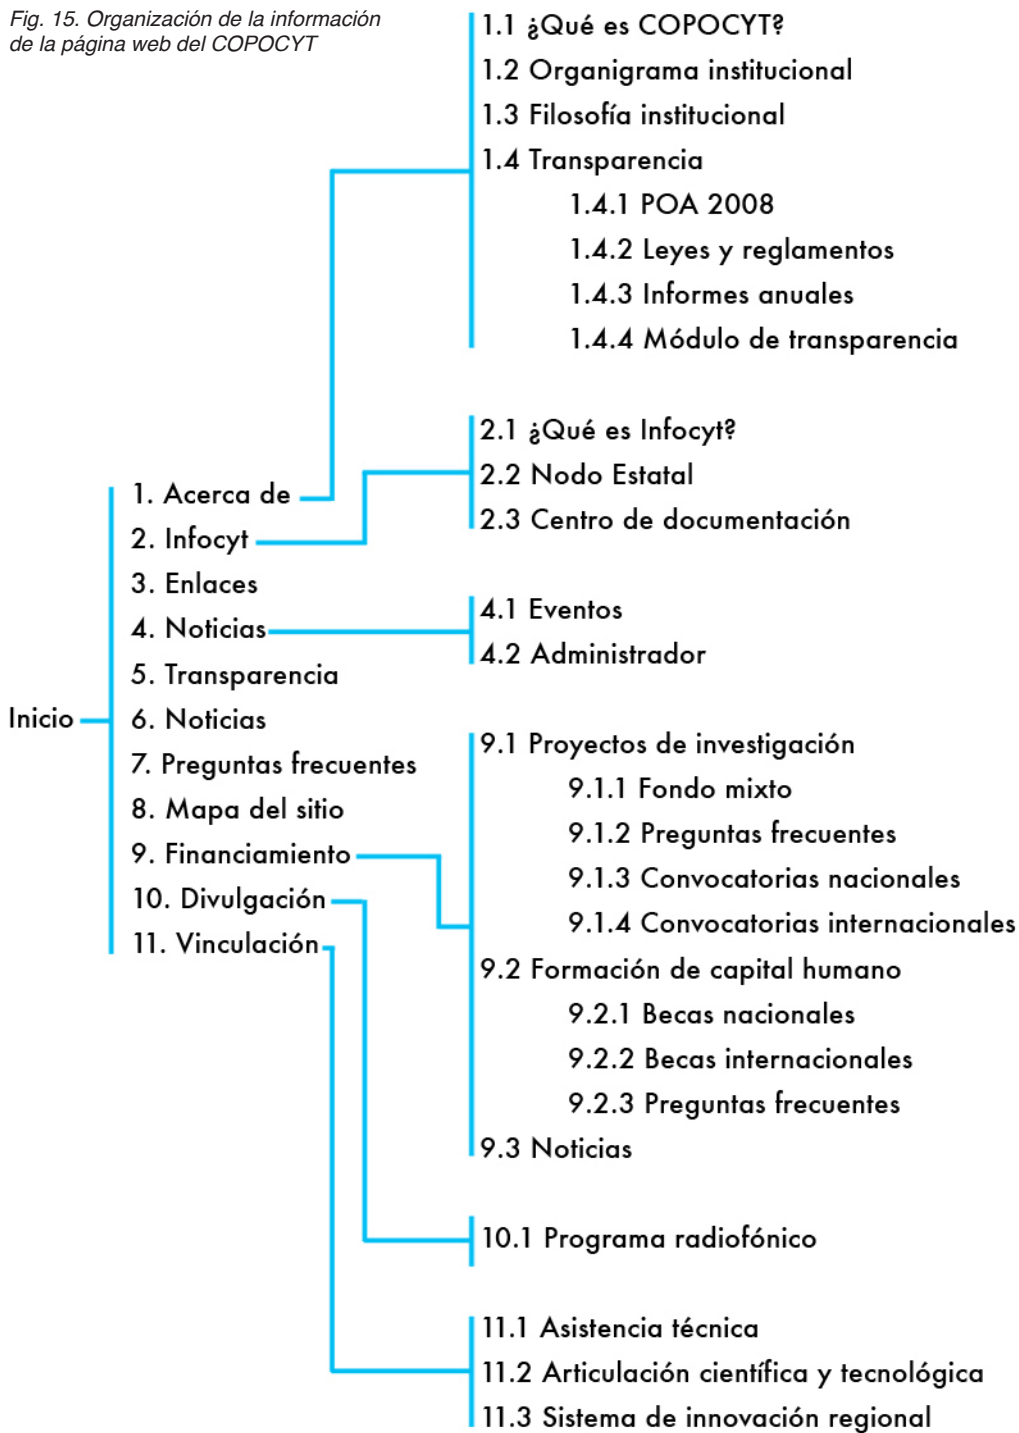 Fig. 15. Organización de la información
de la página web del COPOCYT
Inicio
1. Acerca de
2. Infocyt
3. Enlaces
4. Noticias
5. Transparencia
6. Noticias
7. Preguntas frecuentes
8. Mapa del sitio
9. Financiamiento
10. Divulgación
11. Vinculación
1.1 ¿Qué es COPOCYT?
1.2 Organigrama institucional
1.3 Filosofía institucional
1.4 Transparencia
1.4.1 POA 2008
1.4.2 Leyes y reglamentos
1.4.3 Informes anuales
1.4.4 Módulo de transparencia
2.1 ¿Qué es Infocyt?
2.2 Nodo Estatal
2.3 Centro de documentación
4.1 Eventos
4.2 Administrador
9.1 Proyectos de investigación
9.1.1 Fondo mixto
9.1.2 Preguntas frecuentes
9.1.3 Convocatorias nacionales
9.1.4 Convocatorias internacionales
9.2 Formación de capital humano
9.2.1 Becas nacionales
9.2.2 Becas internacionales
9.2.3 Preguntas frecuentes
9.3 Noticias
10.1 Programa radiofónico
11.1 Asistencia técnica
11.2 Articulación científica y tecnológica
11.3 Sistema de innovación regional